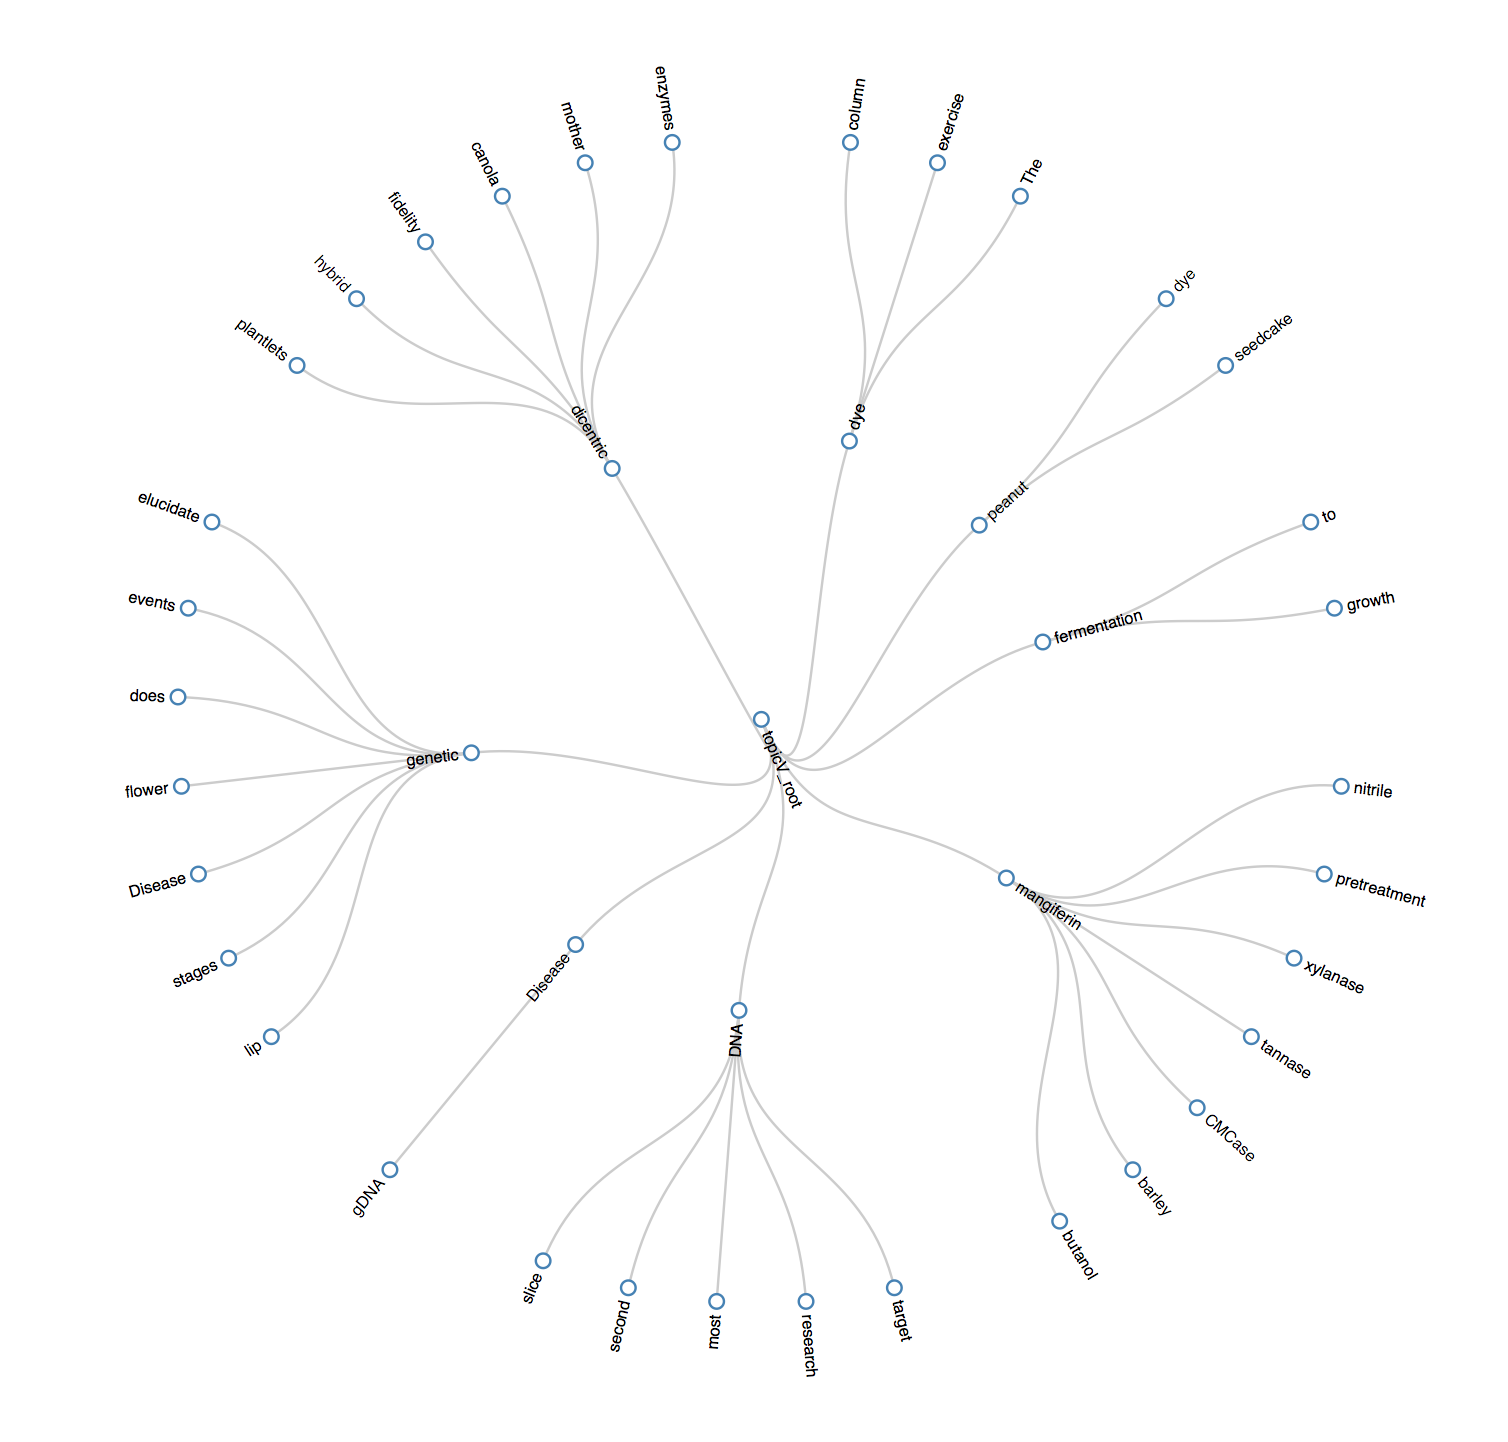 enzymes
column
mother
exercise
canola
The
fidelity
hybrid
dye
plantlets
seedcake
dicentric
dye
peanut
elucidate
to
events
growth
fermentation
does
topicV_root
genetic
flower
nitrile
Disease
pretreatment
mangiferin
stages
xylanase
Disease
lip
DNA
tannase
CMCase
gDNA
barley
butanol
slice
second
most
research
target